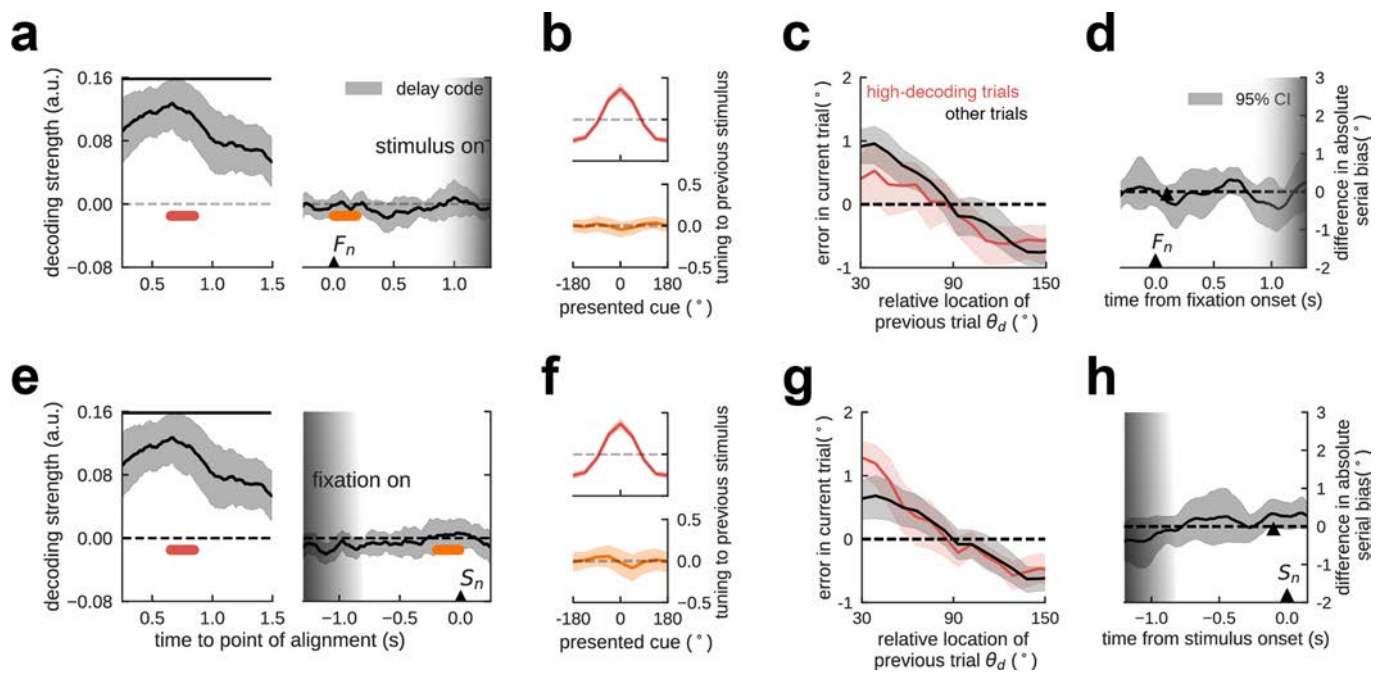 a
b
c
d
decoding strength (a.u.)
0.16
0.08
0.00
−0.08
delay code
stimulus on
F_n
0.5 1.0 1.5
0.0 0.5 1.0
0.5
0.0
−0.5
tuning to previous stimulus
-180 0 180
presented cue (°)
error in current trial(°)
2
1
0
-1
high-decoding trials
other trials
30 90 150
relative location of
previous trial θ_d (°)
95% CI
3
2
1
0
-1
-2
difference in absolute
serial bias(°)
F_n
0.0 0.5 1.0
time from fixation onset (s)
e
f
g
h
decoding strength (a.u.)
0.16
0.08
0.00
−0.08
fixation on
S_n
0.5 1.0 1.5
−1.0 −0.5 0.0
time to point of alignment (s)
0.5
0.0
−0.5
tuning to previous stimulus
-180 0 180
presented cue (°)
error in current trial(°)
2
1
0
-1
30 90 150
relative location of
previous trial θ_d (°)
3
2
1
0
-1
-2
difference in absolute
serial bias(°)
S_n
−1.0 −0.5 0.0
time from stimulus onset (s)